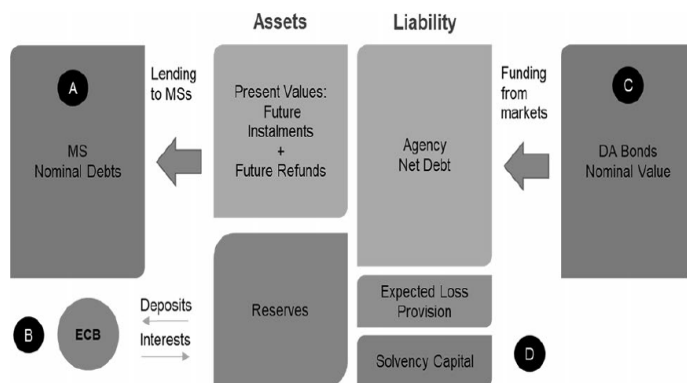 Assets
Liability
A
MS
Nominal Debts
Lending
to MSs
Present Values:
Future
Instalments
+
Future Refunds
Agency
Net Debt
Funding
from
markets
C
DA Bonds
Nominal Value
B
ECB
Deposits
Interests
Reserves
Expected Loss
Provision
Solvency Capital
D